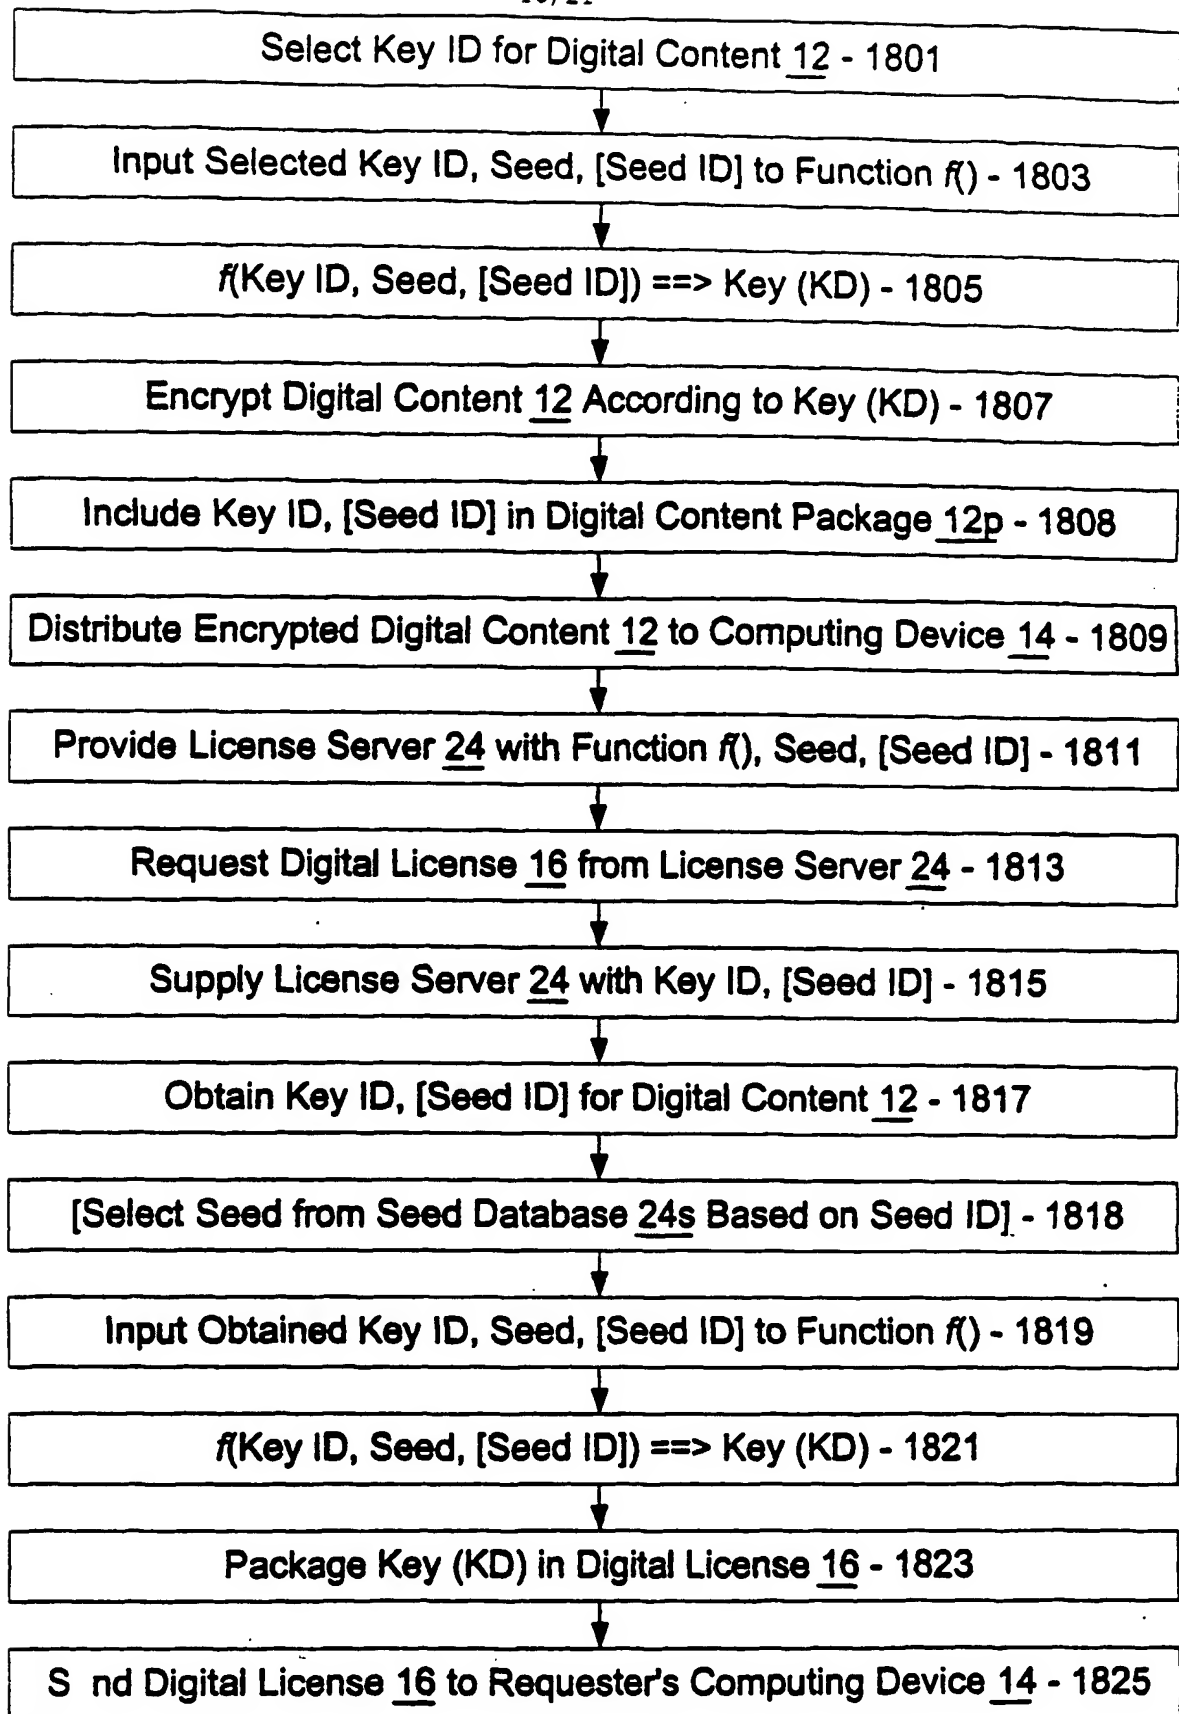 Select Key ID for Digital Content 12 - 1801
Input Selected Key ID, Seed, [Seed ID] to Function f() - 1803
f(Key ID, Seed, [Seed ID]) ==> Key (KD) - 1805
Encrypt Digital Content 12 According to Key (KD) - 1807
Include Key ID, [Seed ID] in Digital Content Package 12p - 1808
Distribute Encrypted Digital Content 12 to Computing Device 14 - 1809
Provide License Server 24 with Function f(), Seed, [Seed ID] - 1811
Request Digital License 16 from License Server 24 - 1813
Supply License Server 24 with Key ID, [Seed ID] - 1815
Obtain Key ID, [Seed ID] for Digital Content 12 - 1817
[Select Seed from Seed Database 24s Based on Seed ID] - 1818
Input Obtained Key ID, Seed, [Seed ID] to Function f() - 1819
f(Key ID, Seed, [Seed ID]) ==> Key (KD) - 1821
Package Key (KD) in Digital License 16 - 1823
S nd Digital License 16 to Requester's Computing Device 14 - 1825